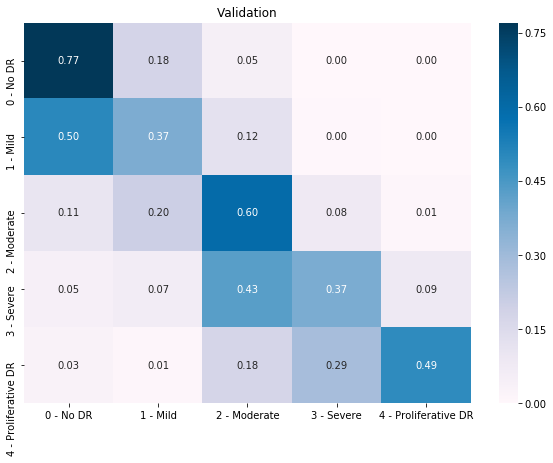 Validation
0 - No DR
0.77 0.18 0.05 0.00 0.00
1 - Mild
0.50 0.37 0.12 0.00 0.00
2 - Moderate
0.11 0.20 0.60 0.08 0.01
3 - Severe
0.05 0.07 0.43 0.37 0.09
4 - Proliferative DR
0.03 0.01 0.18 0.29 0.49
0 - No DR 1 - Mild 2 - Moderate 3 - Severe 4 - Proliferative DR
0.75
0.60
0.45
0.30
0.15
0.00